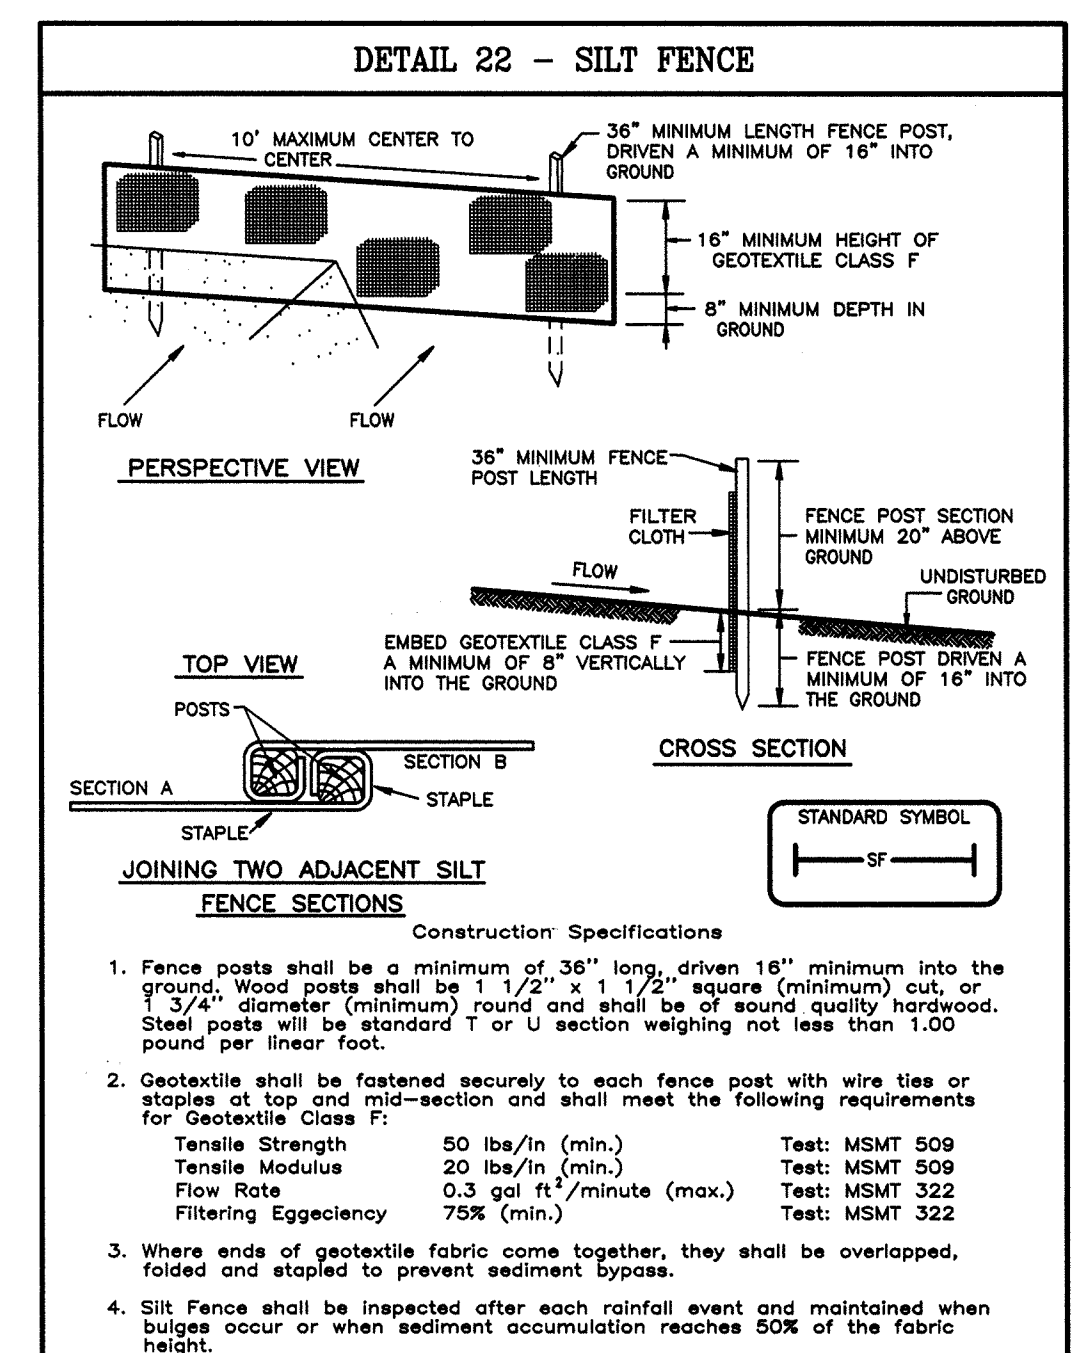 DETAIL 22 - SILT FENCE
10' MAXIMUM CENTER TO
CENTER
36" MINIMUM LENGTH FENCE POST,
DRIVEN A MINIMUM OF 16" INTO
GROUND
16" MINIMUM HEIGHT OF
GEOTEXTILE CLASS F
8" MINIMUM DEPTH IN
GROUND
FLOW
FLOW
PERSPECTIVE VIEW
36" MINIMUM FENCE
POST LENGTH
FILTER
CLOTH
FENCE POST SECTION
MINIMUM 20" ABOVE
GROUND
FLOW
UNDISTURBED
GROUND
EMBED GEOTEXTILE CLASS F
A MINIMUM OF 8" VERTICALLY
INTO THE GROUND
FENCE POST DRIVEN A
MINIMUM OF 16" INTO
THE GROUND
CROSS SECTION
TOP VIEW
POSTS
SECTION B
SECTION A
STAPLE
STAPLE
JOINING TWO ADJACENT SILT
FENCE SECTIONS
STANDARD SYMBOL
SF
Construction Specifications
1. Fence posts shall be a minimum of 36" long, driven 16" minimum into the
ground. Wood posts shall be 1 1/2" x 1 1/2" square (minimum) cut, or
1 3/4" diameter (minimum) round and shall be of sound quality hardwood.
Steel posts will be standard T or U section weighing not less than 1.00
pound per linear foot.
2. Geotextile shall be fastened securely to each fence post with wire ties or
staples at top and mid-section and shall meet the following requirements
for Geotextile Class F:
Tensile Strength 50 lbs/in (min.) Test: MSMT 509
Tensile Modulus 20 lbs/in (min.) Test: MSMT 509
Flow Rate 0.3 gal ft²/minute (max.) Test: MSMT 322
Filtering Eggeciency 75% (min.) Test: MSMT 322
3. Where ends of geotextile fabric come together, they shall be overlapped,
folded and stapled to prevent sediment bypass.
4. Silt Fence shall be inspected after each rainfall event and maintained when
bulges occur or when sediment accumulation reaches 50% of the fabric
height.